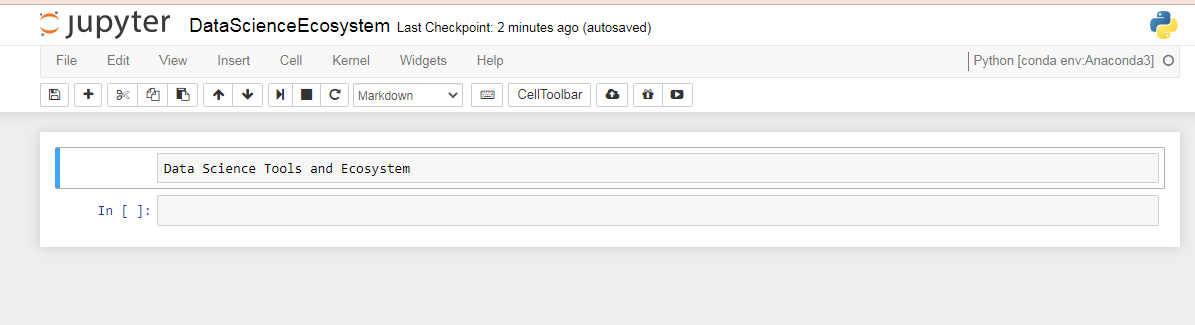 jupyter DataScienceEcosystem Last Checkpoint: 2 minutes ago (autosaved)
File Edit View Insert Cell Kernel Widgets Help Python [conda env:Anaconda3]
Markdown CellToolbar
Data Science Tools and Ecosystem
In [ ]: